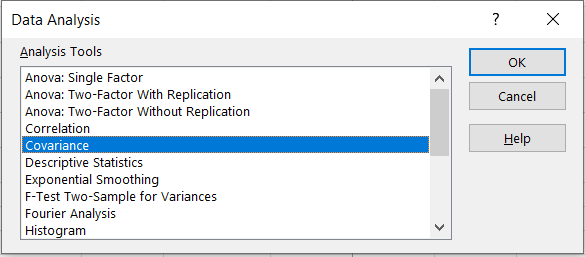 Data Analysis ? ×
Analysis Tools
Anova: Single Factor
Anova: Two-Factor With Replication
Anova: Two-Factor Without Replication
Correlation
Covariance
Descriptive Statistics
Exponential Smoothing
F-Test Two-Sample for Variances
Fourier Analysis
Histogram
OK
Cancel
Help